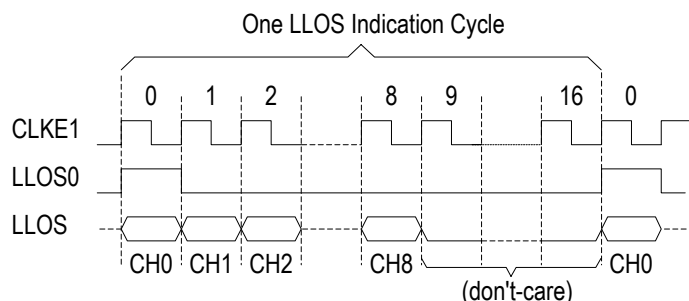 One LLOS Indication Cycle
0 1 2 8 9 16 0
CLKE1
LLOS0
LLOS
CH0 CH1 CH2 CH8 CH0
(don't-care)